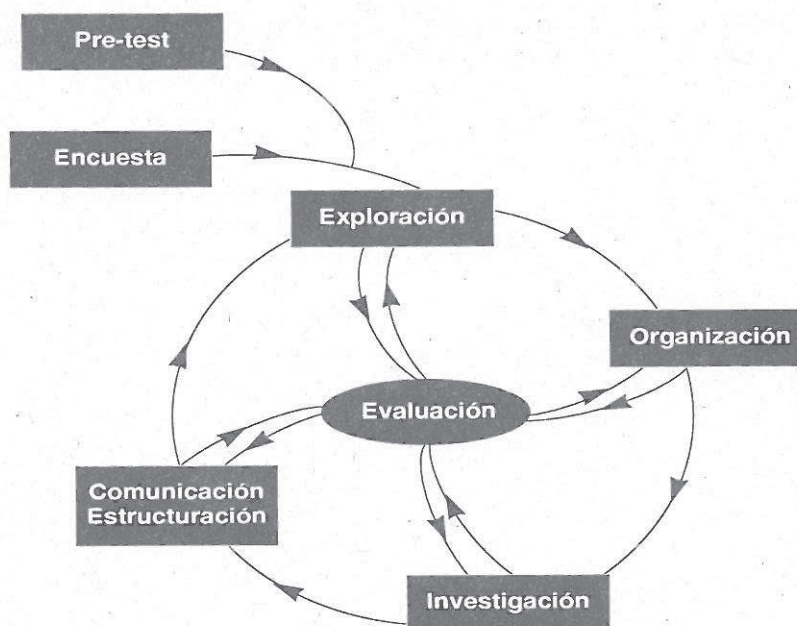 Pre-test
Encuesta
Exploración
Organización
Evaluación
Comunicación
Estructuración
Investigación